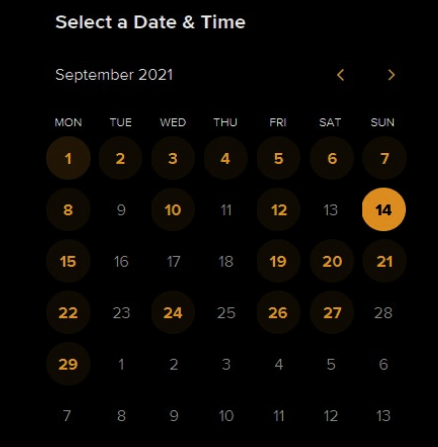 Select a Date & Time
September 2021 < >
MON TUE WED THU FRI SAT SUN
1 2 3 4 5 6 7
8 9 10 11 12 13 14
15 16 17 18 19 20 21
22 23 24 25 26 27 28
29 1 2 3 4 5 6
7 8 9 10 11 12 13